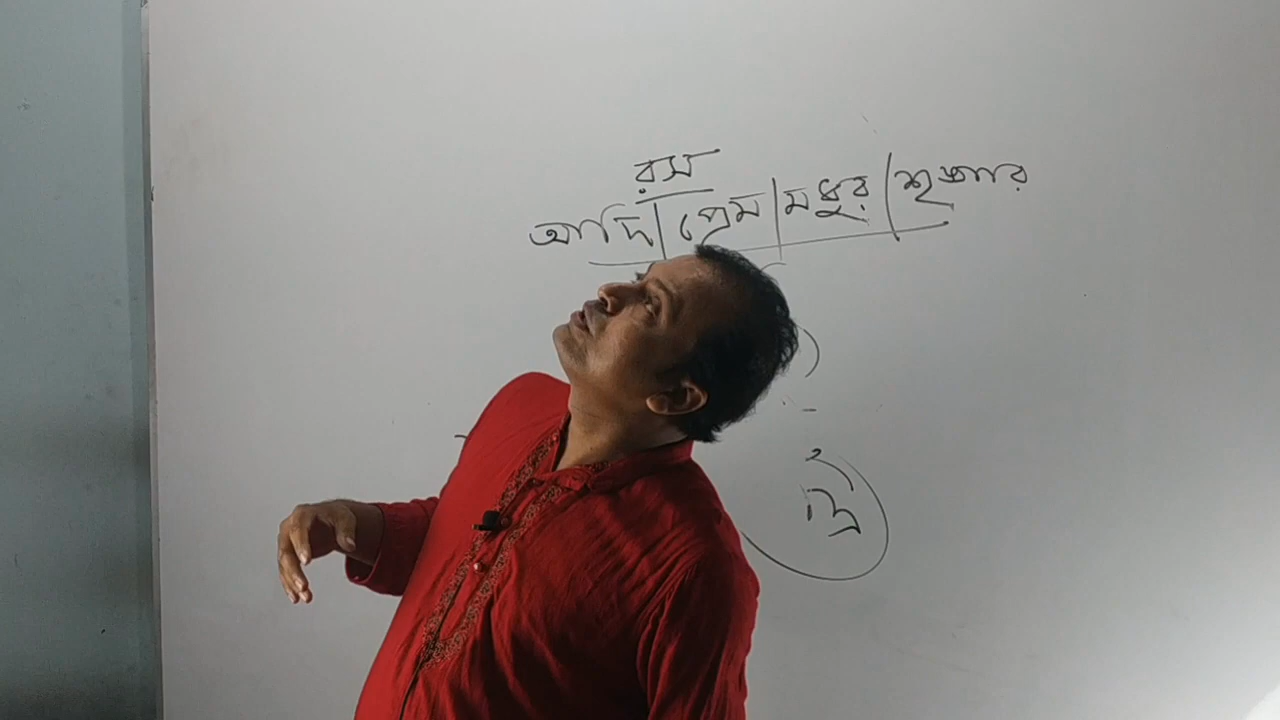 রস
আদি | প্রেম | মধুর | শৃঙ্গার